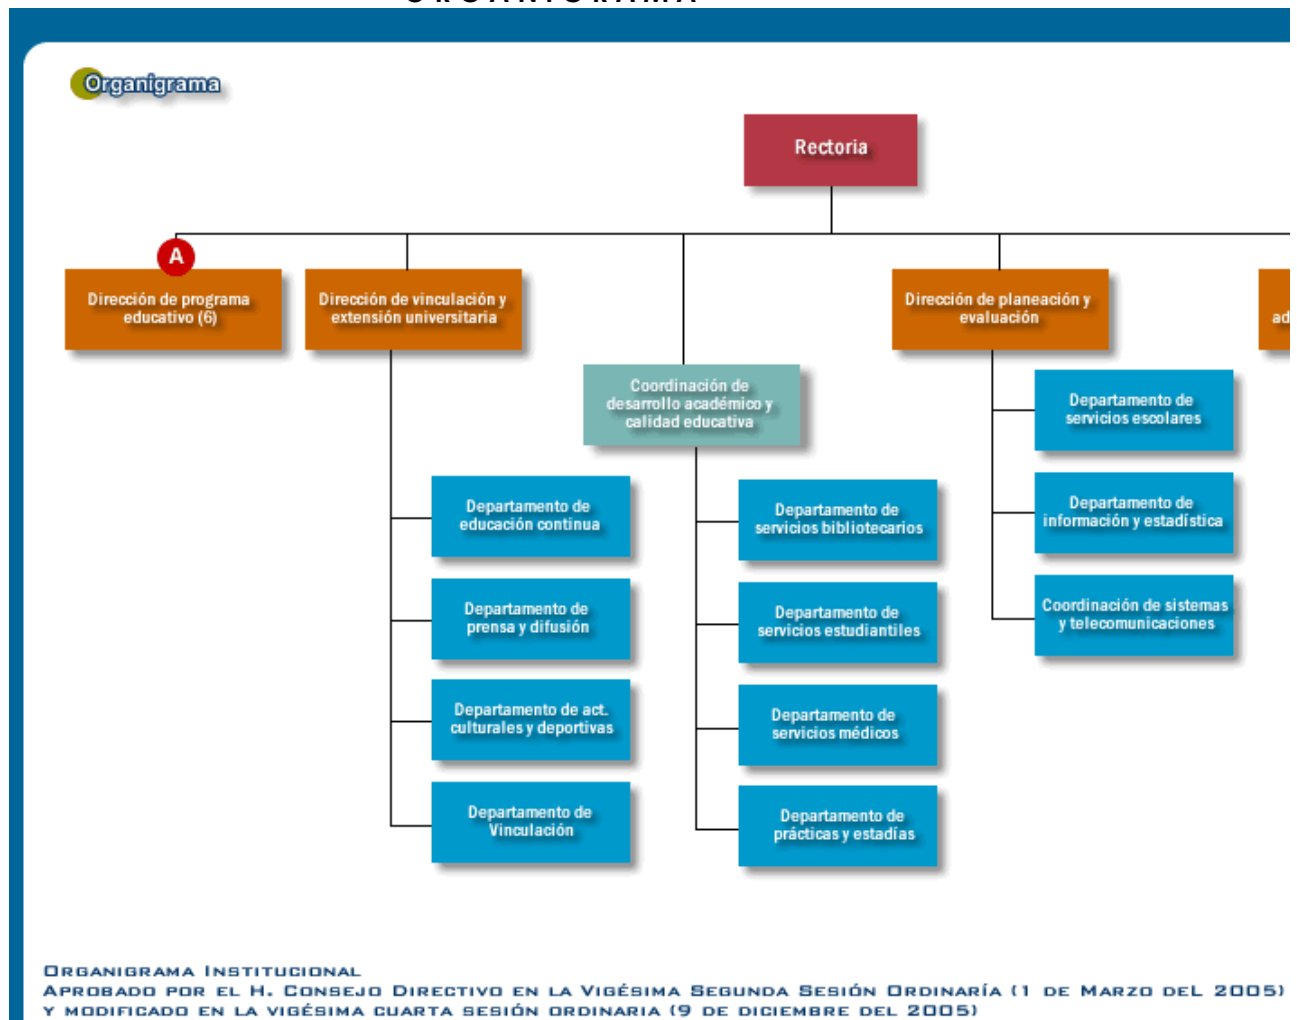 ORGANIGRAMA
Organigrama
Rectoria
A
Dirección de programa
educativo (6)
Dirección de vinculación y
extensión universitaria
Dirección de planeación y
evaluación
ad
Coordinación de
desarrollo académico y
calidad educativa
Departamento de
servicios escolares
Departamento de
educación continua
Departamento de
servicios bibliotecarios
Departamento de
información y estadística
Departamento de
prensa y difusión
Departamento de
servicios estudiantiles
Coordinación de sistemas
y telecomunicaciones
Departamento de act.
culturales y deportivas
Departamento de
servicios médicos
Departamento de
Vinculación
Departamento de
prácticas y estadías
Organigrama Institucional
Aprobado por el H. Consejo Directivo en la Vigésima Segunda Sesión Ordinaría (1 de Marzo del 2005)
y modificado en la vigésima cuarta sesión ordinaria (9 de diciembre del 2005)